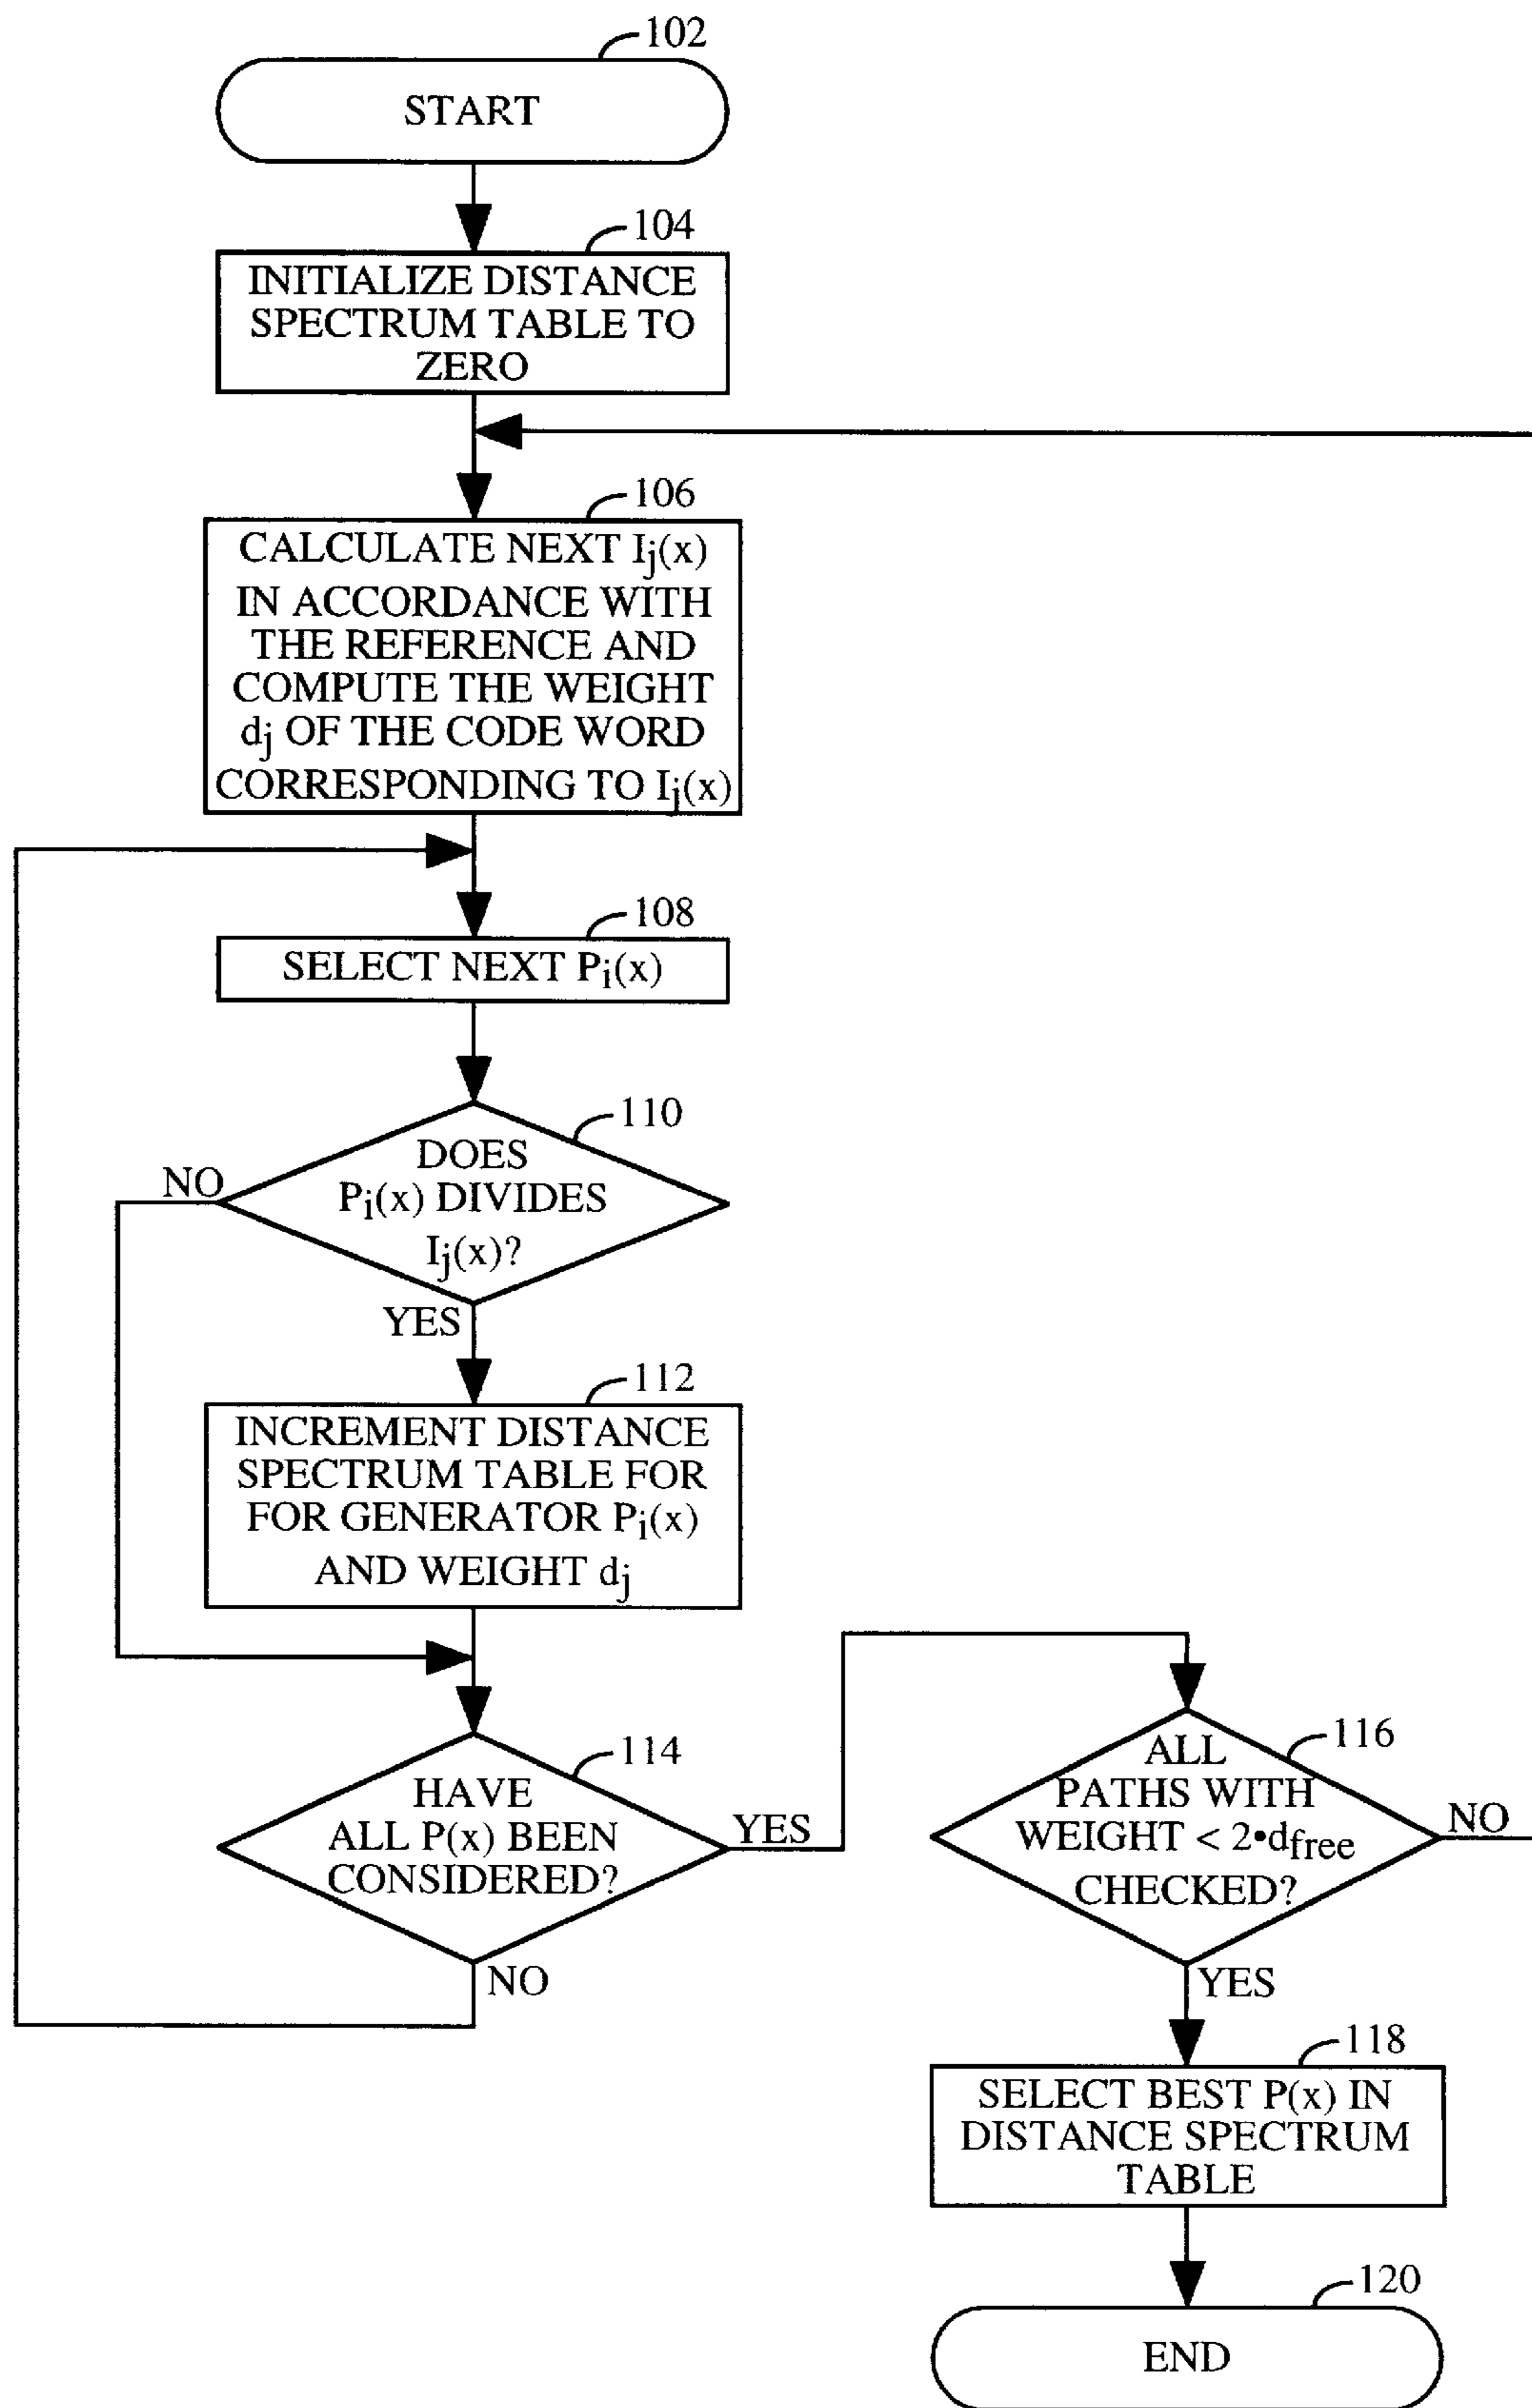 102
START
104
INITIALIZE DISTANCE
SPECTRUM TABLE TO
ZERO
106
CALCULATE NEXT Ij(x)
IN ACCORDANCE WITH
THE REFERENCE AND
COMPUTE THE WEIGHT
dj OF THE CODE WORD
CORRESPONDING TO Ij(x)
108
SELECT NEXT Pi(x)
110
DOES
Pi(x) DIVIDES
Ij(x)?
NO
YES
112
INCREMENT DISTANCE
SPECTRUM TABLE FOR
FOR GENERATOR Pi(x)
AND WEIGHT dj
114
HAVE
ALL P(x) BEEN
CONSIDERED?
YES
NO
116
ALL
PATHS WITH
WEIGHT < 2•dfree
CHECKED?
NO
YES
118
SELECT BEST P(x) IN
DISTANCE SPECTRUM
TABLE
120
END